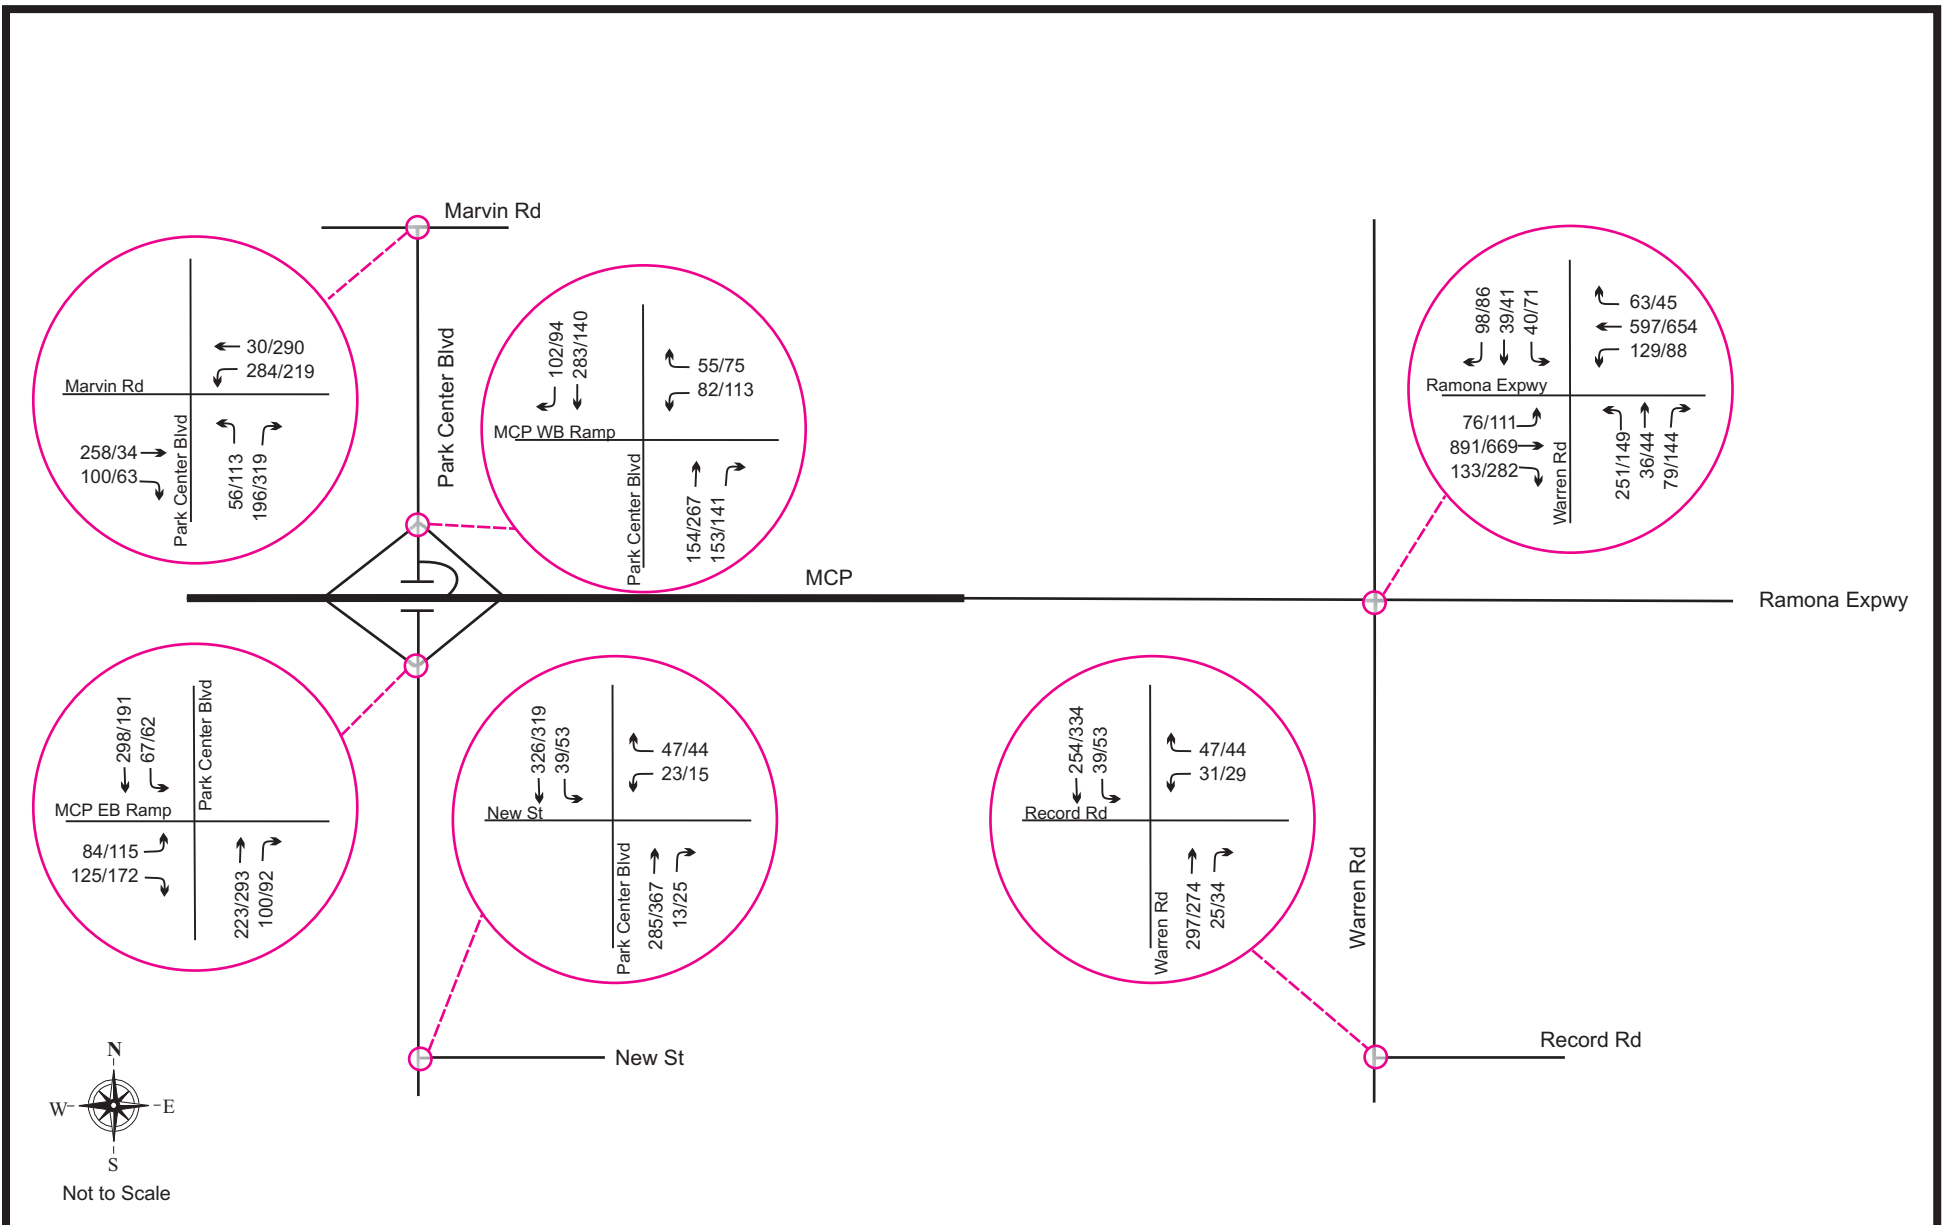 Marvin Rd
Park Center Blvd
MCP
Ramona Expwy
Warren Rd
New St
Record Rd
30/290
284/219
Marvin Rd
258/34
100/63
Park Center Blvd
56/113
196/319
102/94
283/140
55/75
82/113
MCP WB Ramp
Park Center Blvd
154/267
153/141
98/86
39/41
40/71
63/45
597/654
129/88
Ramona Expwy
76/111
891/669
133/282
Warren Rd
251/149
36/44
79/144
298/191
67/62
Park Center Blvd
MCP EB Ramp
84/115
125/172
223/293
100/92
326/319
39/53
47/44
23/15
New St
Park Center Blvd
285/367
13/25
254/334
39/53
47/44
31/29
Record Rd
Warren Rd
297/274
25/34
N
W
E
S
Not to Scale